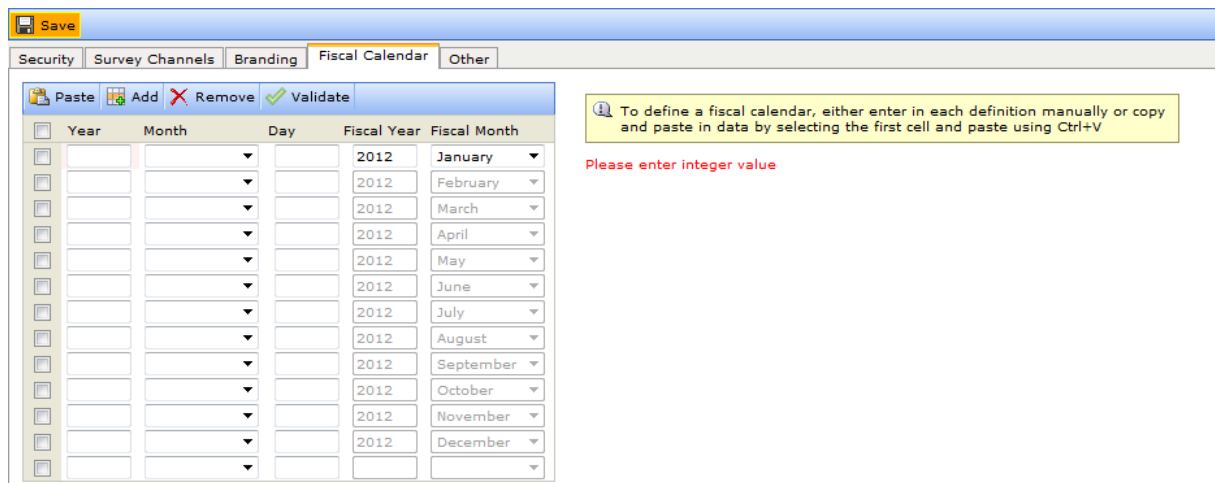 Save
Security Survey Channels Branding Fiscal Calendar Other
Paste Add Remove Validate
Year Month Day Fiscal Year Fiscal Month
2012 January
2012 February
2012 March
2012 April
2012 May
2012 June
2012 July
2012 August
2012 September
2012 October
2012 November
2012 December
To define a fiscal calendar, either enter in each definition manually or copy
and paste in data by selecting the first cell and paste using Ctrl+V
Please enter integer value